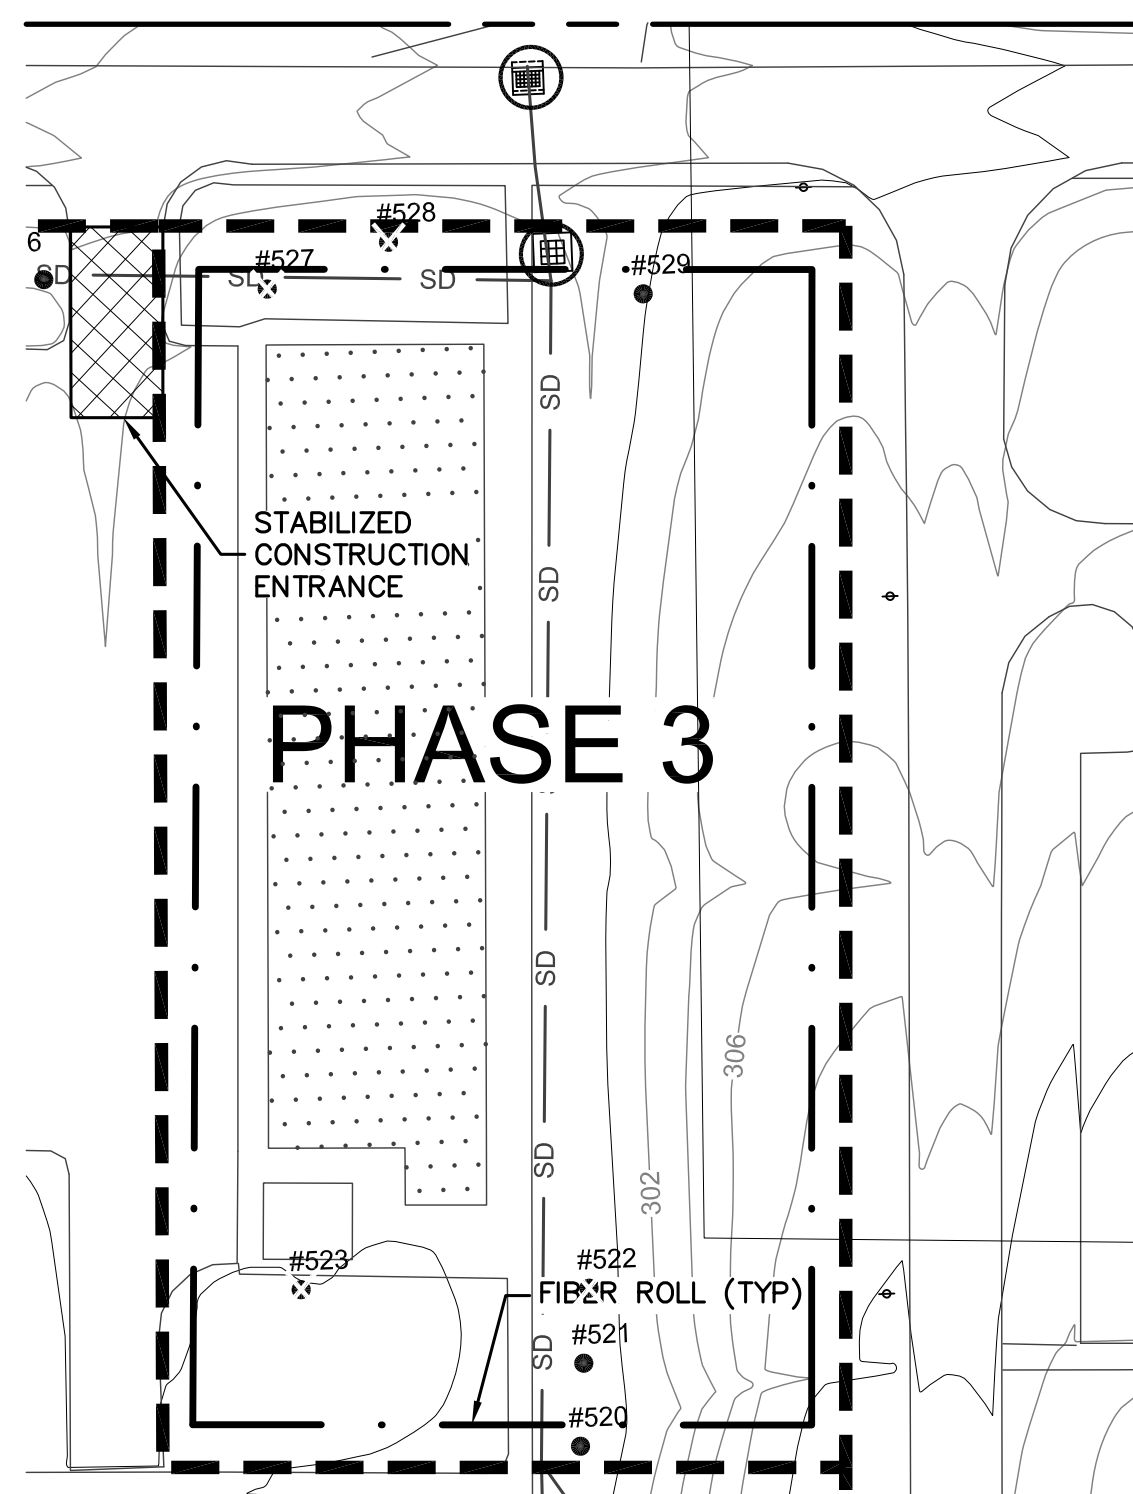 #528
6
#527
#529
SD
SD
SD
SD
STABILIZED
CONSTRUCTION
ENTRANCE
SD
PHASE 3
SD
306
SD
302
#522
#523
FIBER ROLL (TYP)
#521
SD
#520